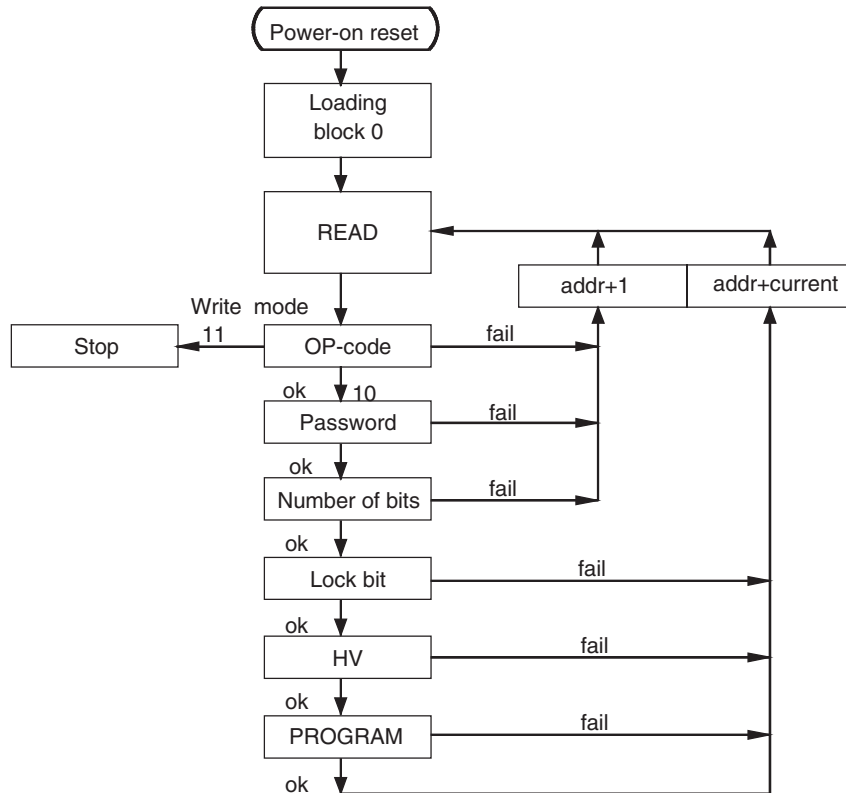 Power-on reset
Loading
block 0
READ
addr+1
addr+current
Write mode
11
Stop
OP-code
fail
ok
10
Password
fail
ok
Number of bits
fail
ok
Lock bit
fail
ok
HV
fail
ok
PROGRAM
fail
ok